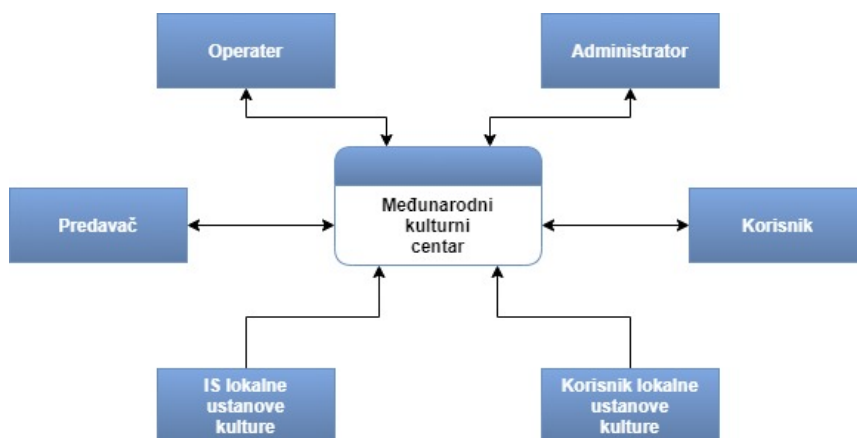 Operater
Administrator
Predavač
Međunarodni
kulturni
centar
Korisnik
IS lokalne
ustanove
kulture
Korisnik lokalne
ustanove
kulture